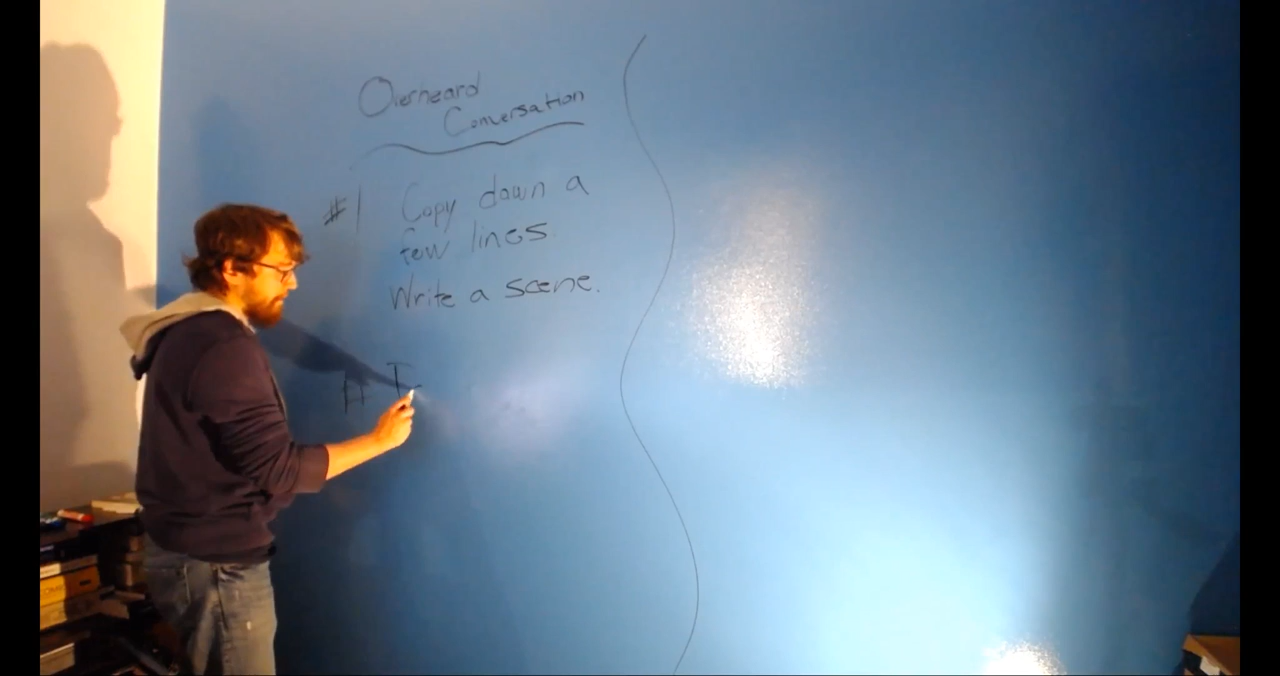 Overheard
Conversation
#1 Copy down a
few lines.
Write a scene.